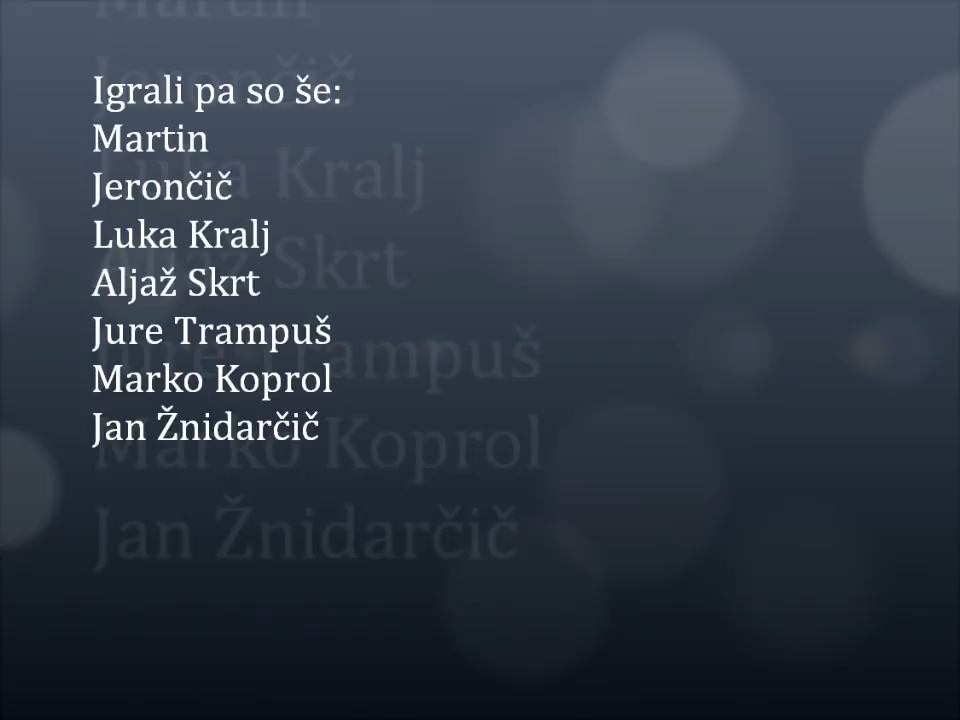 Igrali pa so še:
Martin
Jerončič
Luka Kralj
Aljaž Skrt
Jure Trampuš
Marko Koprol
Jan Žnidarčič